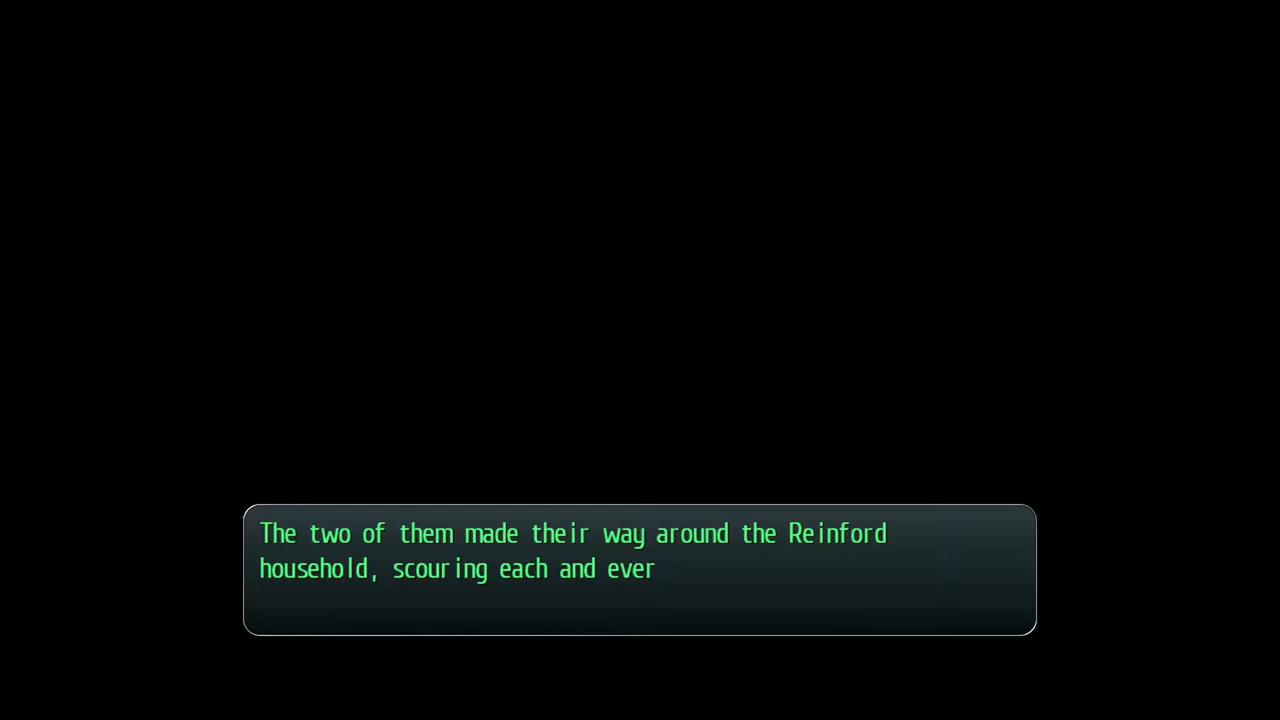 The two of them made their way around the Reinford
household, scouring each and ever